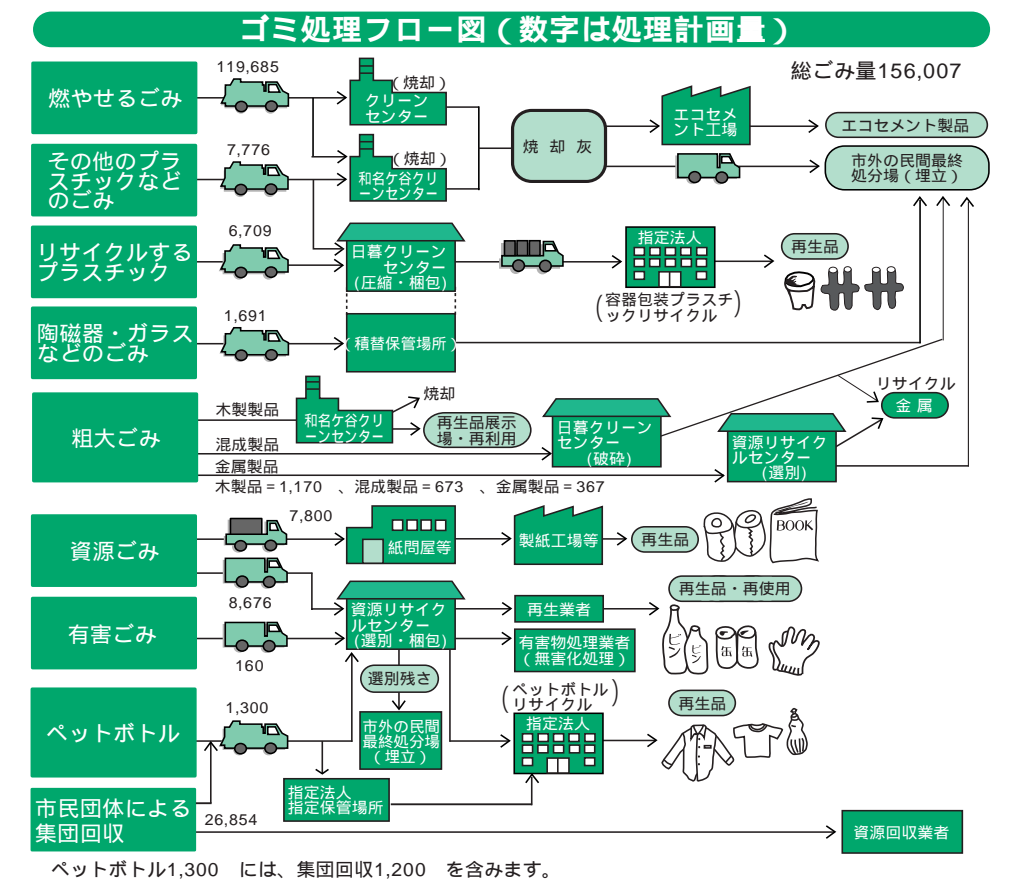 ゴミ処理フロー図(数字は処理計画量)
総ごみ量156,007
燃やせるごみ
119,685
(焼却)
クリーン
センター
エコセメ
ント工場
エコセメント製品
焼却灰
その他のプラ
スチックなど
のごみ
7,776
(焼却)
和名ケ谷クリ
ーンセンター
市外の民間最終
処分場(埋立)
リサイクルする
プラスチック
6,709
日暮クリーン
センター
(圧縮・梱包)
指定法人
(容器包装プラスチ
ックリサイクル)
再生品
陶磁器・ガラス
などのごみ
1,691
(積替保管場所)
粗大ごみ
木製製品
和名ケ谷クリ
ーンセンター
焼却
再生品展示
場・再利用
混成製品
日暮クリーン
センター
(破砕)
リサイクル
金属
金属製品
資源リサイク
ルセンター
(選別)
木製品=1,170 、混成製品=673 、金属製品=367
資源ごみ
7,800
紙問屋等
製紙工場等
再生品
BOOK
8,676
資源リサイク
ルセンター
(選別・梱包)
再生業者
再生品・再使用
ビン
ビン
缶
缶
有害ごみ
160
有害物処理業者
(無害化処理)
選別残さ
市外の民間
最終処分場
(埋立)
ペットボトル
1,300
(ペットボトル
リサイクル)
指定法人
再生品
指定法人
指定保管場所
市民団体による
集団回収
26,854
資源回収業者
ペットボトル1,300 には、集団回収1,200 を含みます。